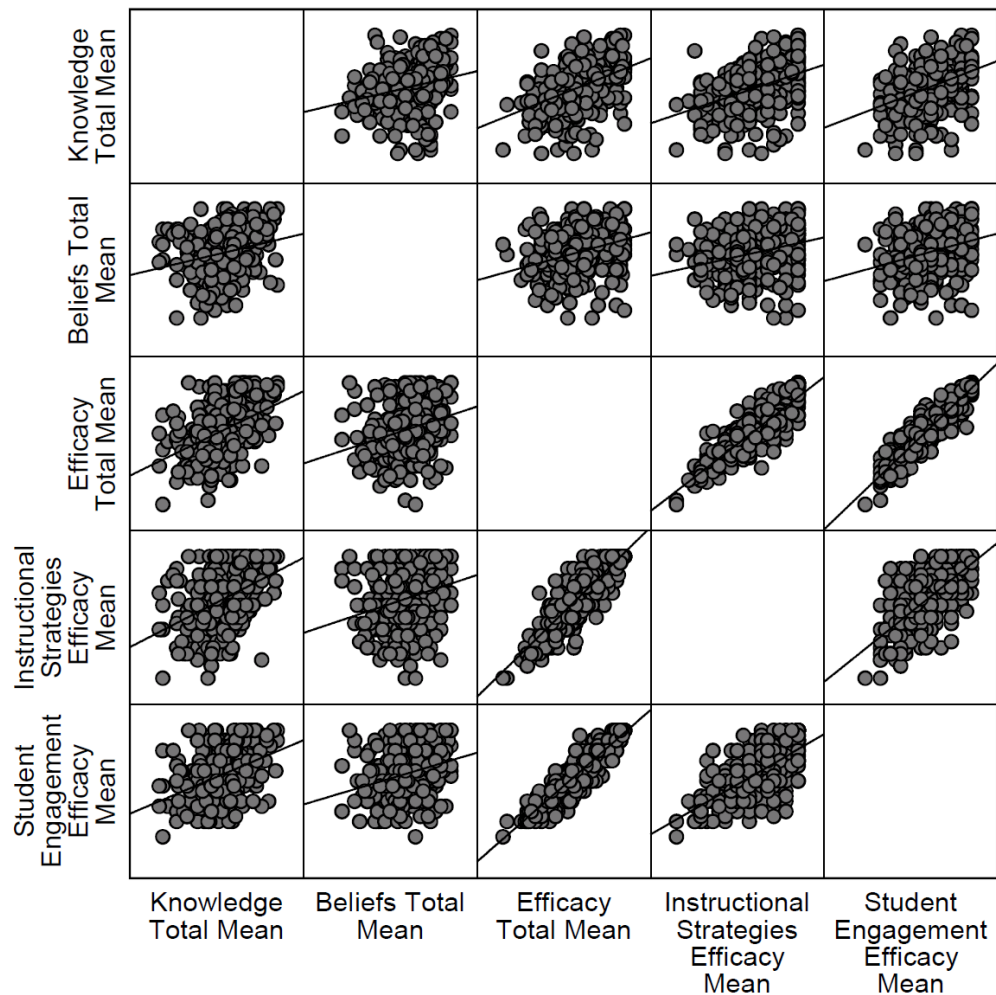 Knowledge
Total Mean
Beliefs Total
Mean
Efficacy
Total Mean
Instructional
Strategies
Efficacy
Mean
Student
Engagement
Efficacy
Mean
Knowledge
Total Mean
Beliefs Total
Mean
Efficacy
Total Mean
Instructional
Strategies
Efficacy
Mean
Student
Engagement
Efficacy
Mean